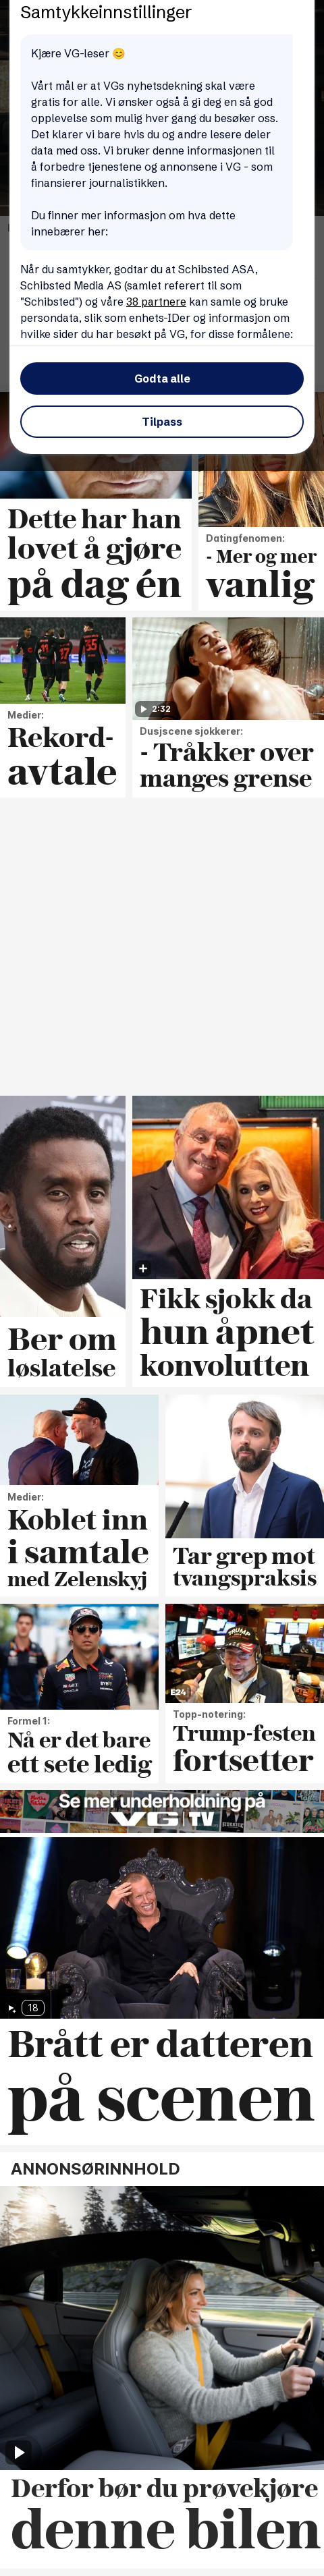 Samtykkeinnstillinger
Kjære VG-leser 😊
Vårt mål er at VGs nyhetsdekning skal være
gratis for alle. Vi ønsker også å gi deg en så god
opplevelse som mulig hver gang du besøker oss.
Det klarer vi bare hvis du og andre lesere deler
data med oss. Vi bruker denne informasjonen til
å forbedre tjenestene og annonsene i VG - som
finansierer journalistikken.
Du finner mer informasjon om hva dette
innebærer her:
Når du samtykker, godtar du at Schibsted ASA,
Schibsted Media AS (samlet referert til som
"Schibsted") og våre 38 partnere kan samle og bruke
persondata, slik som enhets-IDer og informasjon om
hvilke sider du har besøkt på VG, for disse formålene:
Godta alle
Tilpass
Dette har han
lovet å gjøre
på dag én
Datingfenomen:
- Mer og mer
vanlig
Medier:
Rekord-
avtale
2:32
Dusjscene sjokkerer:
- Tråkker over
manges grense
Ber om
løslatelse
Fikk sjokk da
hun åpnet
konvolutten
Medier:
Koblet inn
i samtale
med Zelenskyj
Tar grep mot
tvangspraksis
Formel 1:
Nå er det bare
ett sete ledig
TRUMP
E24
Topp-notering:
Trump-festen
fortsetter
Se mer underholdning på
VG TV
18
Brått er datteren
på scenen
ANNONSØRINNHOLD
Derfor bør du prøvekjøre
denne bilen